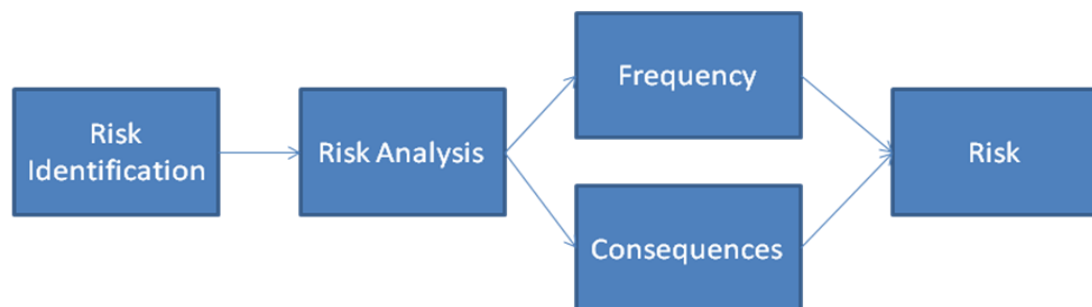 Risk
Identification
Risk Analysis
Frequency
Consequences
Risk